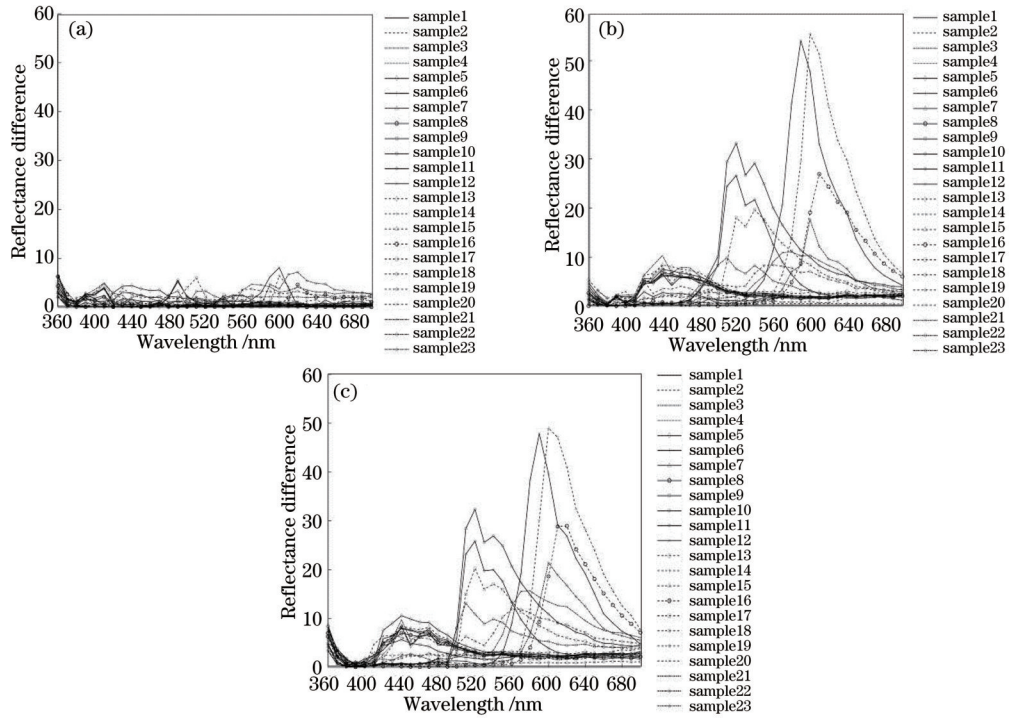 (a)
60
50
40
30
20
10
0
Reflectance difference
360 400 440 480 520 560 600 640 680
Wavelength /nm
sample1
sample2
sample3
sample4
sample5
sample6
sample7
sample8
sample9
sample10
sample11
sample12
sample13
sample14
sample15
sample16
sample17
sample18
sample19
sample20
sample21
sample22
sample23
(b)
60
50
40
30
20
10
0
Reflectance difference
360 400 440 480 520 560 600 640 680
Wavelength /nm
sample1
sample2
sample3
sample4
sample5
sample6
sample7
sample8
sample9
sample10
sample11
sample12
sample13
sample14
sample15
sample16
sample17
sample18
sample19
sample20
sample21
sample22
sample23
(c)
60
50
40
30
20
10
0
Reflectance difference
360 400 440 480 520 560 600 640 680
Wavelength /nm
sample1
sample2
sample3
sample4
sample5
sample6
sample7
sample8
sample9
sample10
sample11
sample12
sample13
sample14
sample15
sample16
sample17
sample18
sample19
sample20
sample21
sample22
sample23